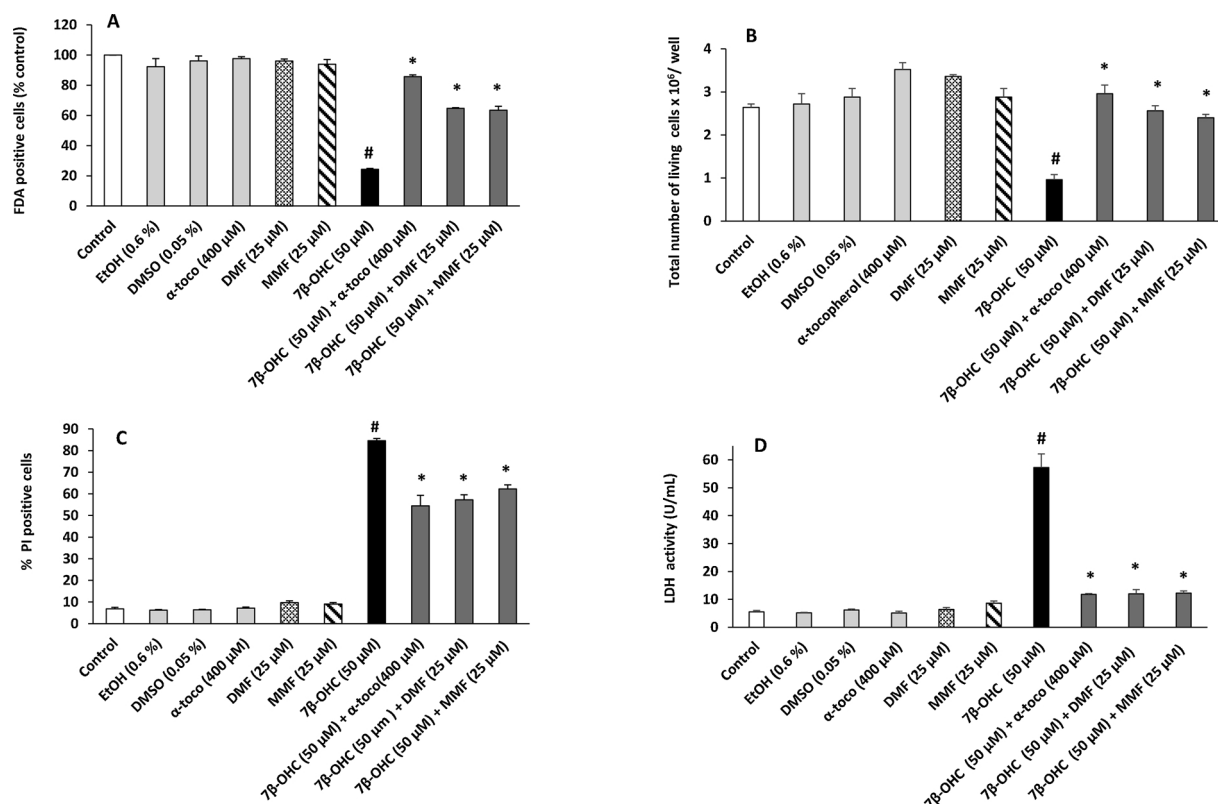 A
FDA positive cells (% control)
120
100
80
60
40
20
0
#
*
*
*
Control
EtOH (0.6 %)
DMSO (0.05 %)
α-toco (400 µM)
DMF (25 µM)
MMF (25 µM)
7β-OHC (50 µM)
7β-OHC (50 µM) + α-toco (400 µM)
7β-OHC (50 µM) + DMF (25 µM)
7β-OHC (50 µM) + MMF (25 µM)
B
Total number of living cells x 10⁶/ well
4
3
2
1
0
#
*
*
*
Control
EtOH (0.6 %)
DMSO (0.05 %)
α-tocopherol (400 µM)
DMF (25 µM)
MMF (25 µM)
7β-OHC (50 µM)
7β-OHC (50 µM) + α-toco (400 µM)
7β-OHC (50 µM) + DMF (25 µM)
7β-OHC (50 µM) + MMF (25 µM)
C
% PI positive cells
90
80
70
60
50
40
30
20
10
0
#
*
*
*
Control
EtOH (0.6 %)
DMSO (0.05 %)
α-toco (400 µM)
DMF (25 µM)
MMF (25 µM)
7β-OHC (50 µM)
7β-OHC (50 µM) + α-toco(400 µM)
7β-OHC (50 µm ) + DMF (25 µM)
7β-OHC (50 µM) + MMF (25 µM)
D
LDH activity (U/mL)
60
50
40
30
20
10
0
#
*
*
*
Control
EtOH (0.6 %)
DMSO (0.05 %)
α-toco (400 µM)
DMF (25 µM)
MMF (25 µM)
7β-OHC (50 µM)
7β-OHC (50 µM) + α-toco (400 µM)
7β-OHC (50 µM) + DMF (25 µM)
7β-OHC (50 µM) + MMF (25 µM)